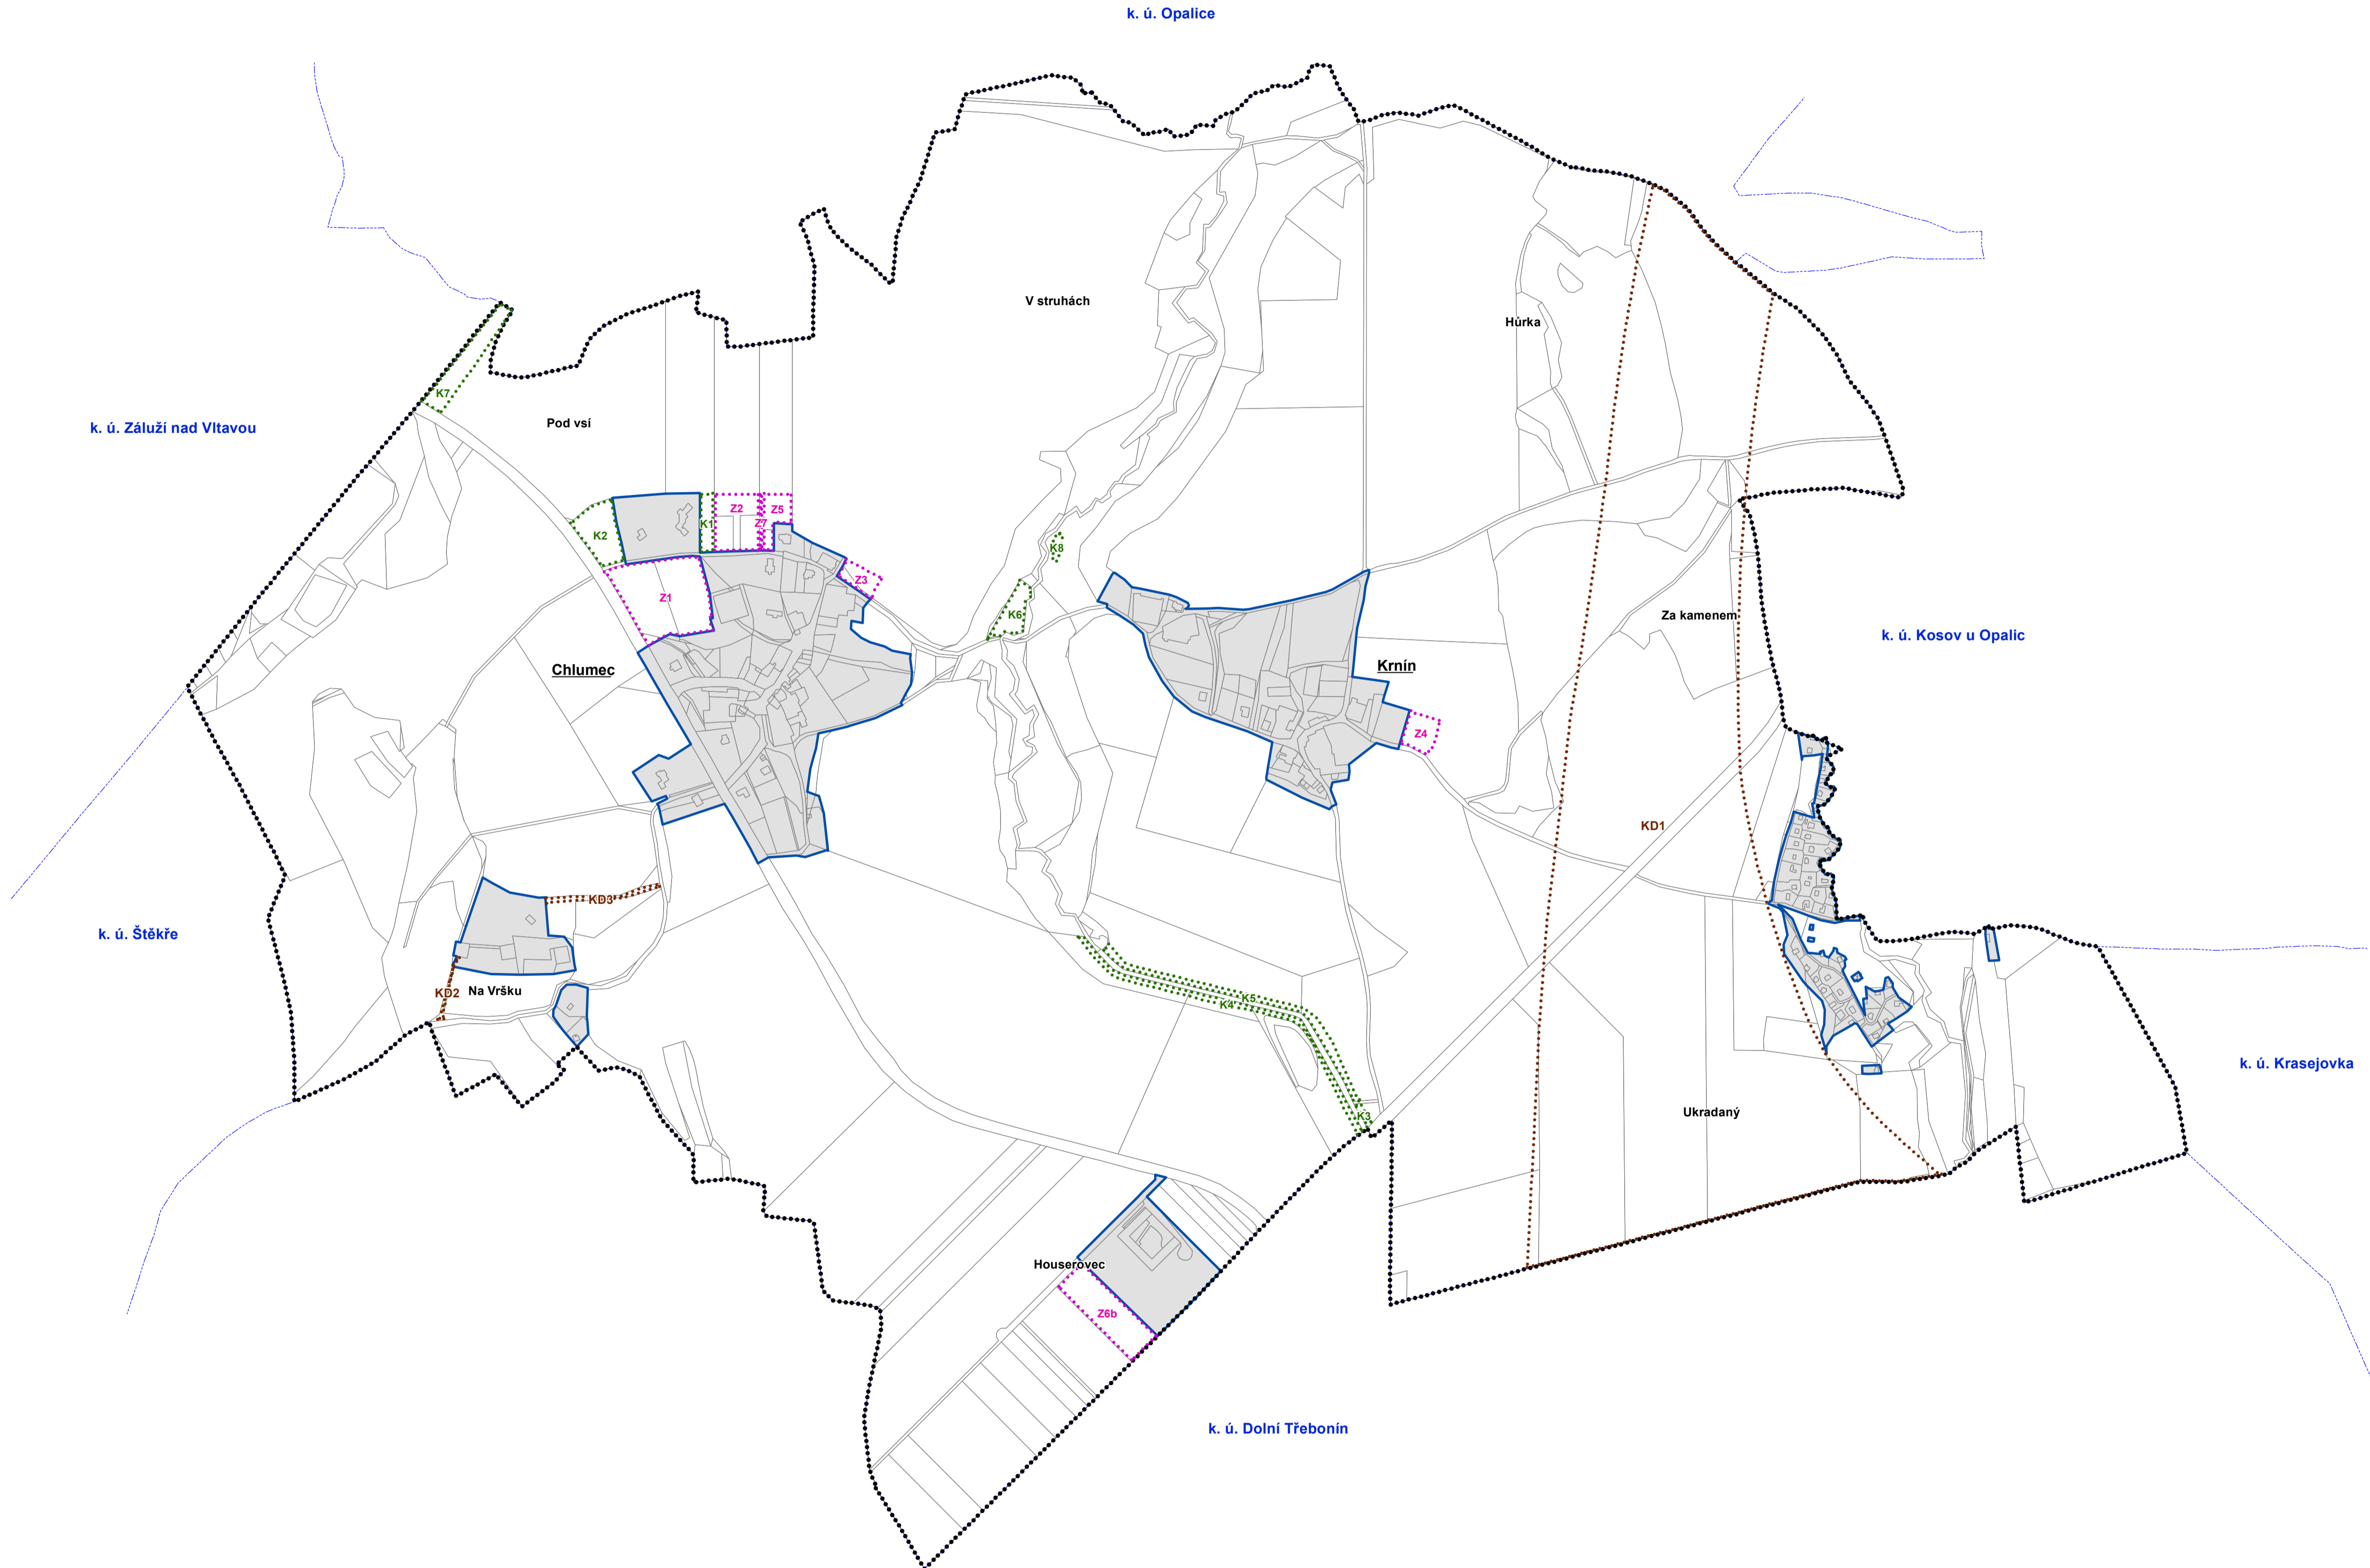 k. ú. Opalice
V struhách
Hůrka
K7
Pod vsí
k. ú. Záluží nad Vltavou
K2
K1
Z2
Z7
Z5
K8
Z3
Z1
K6
Za kamenem
k. ú. Kosov u Opalic
Chlumec
Krnín
Z4
KD1
KD3
k. ú. Štěkře
KD2
Na Vršku
K5
K4
K3
k. ú. Krasejovka
Ukradaný
Houserovec
Z6b
k. ú. Dolní Třebonín